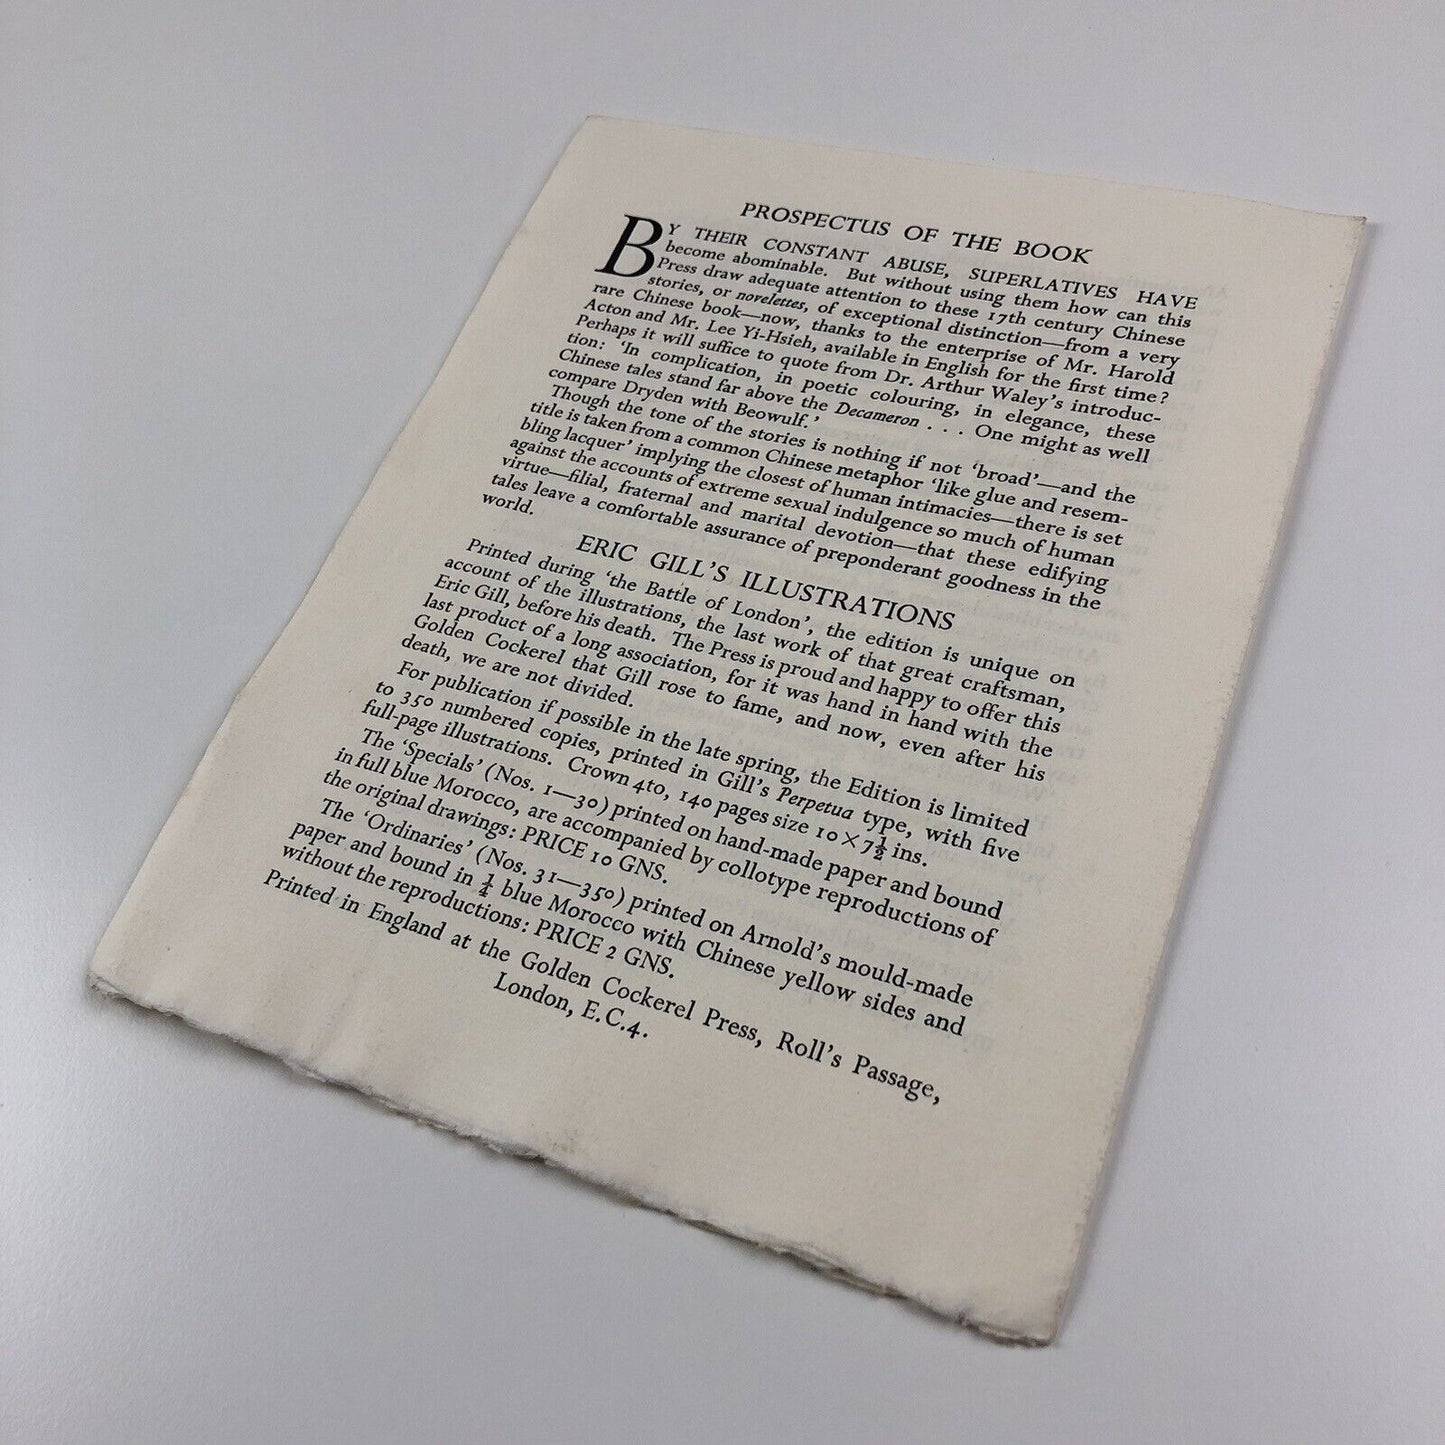 PROSPECTUS OF THE BOOK
BY THEIR CONSTANT ABUSE, SUPERLATIVES HAVE
become abominable. But without using them how can this
Press draw adequate attention to these 17th century Chinese
stories, or novelettes, of exceptional distinction—from a very
rare Chinese book—now, thanks to the enterprise of Mr. Harold
Acton and Mr. Lee Yi-Hsieh, available in English for the first time?
Perhaps it will suffice to quote from Dr. Arthur Waley's introduc-
tion: 'In complication, in poetic colouring, in elegance, these
Chinese tales stand far above the Decameron . . . One might as well
compare Dryden with Beowulf.'
Though the tone of the stories is nothing if not 'broad'—and the
title is taken from a common Chinese metaphor 'like glue and resem-
bling lacquer' implying the closest of human intimacies—there is set
against the accounts of extreme sexual indulgence so much of human
virtue—filial, fraternal and marital devotion—that these edifying
tales leave a comfortable assurance of preponderant goodness in the
world.
ERIC GILL'S ILLUSTRATIONS
Printed during 'the Battle of London', the edition is unique on
account of the illustrations, the last work of that great craftsman,
Eric Gill, before his death. The Press is proud and happy to offer this
last product of a long association, for it was hand in hand with the
Golden Cockerel that Gill rose to fame, and now, even after his
death, we are not divided.
For publication if possible in the late spring, the Edition is limited
to 350 numbered copies, printed in Gill's Perpetua type, with five
full-page illustrations. Crown 4to, 140 pages size 10×7½ ins.
The 'Specials' (Nos. 1—30) printed on hand-made paper and bound
in full blue Morocco, are accompanied by collotype reproductions of
the original drawings: PRICE 10 GNS.
The 'Ordinaries' (Nos. 31—350) printed on Arnold's mould-made
paper and bound in ¼ blue Morocco with Chinese yellow sides and
without the reproductions: PRICE 2 GNS.
Printed in England at the Golden Cockerel Press, Roll's Passage,
London, E.C.4.